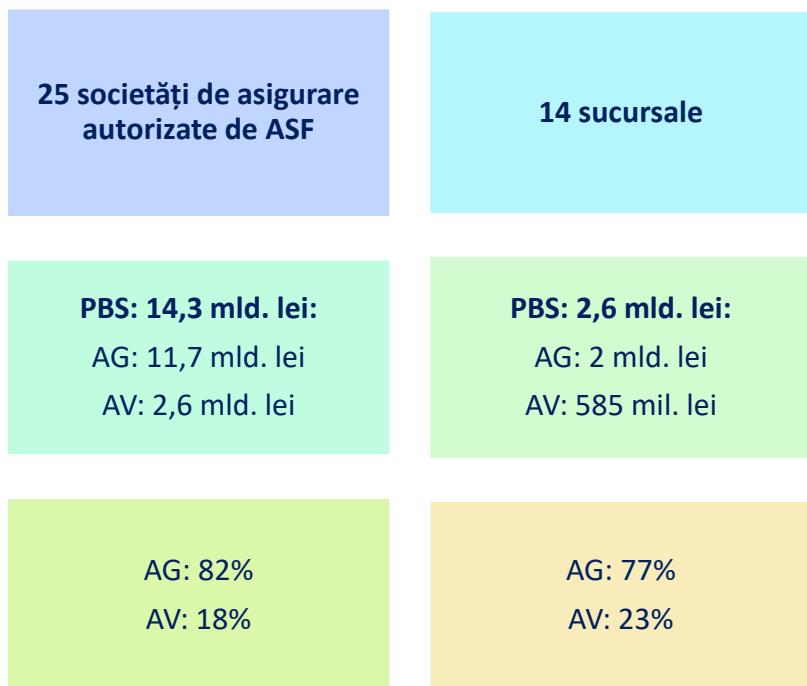 25 societăți de asigurare
autorizate de ASF
14 sucursale
PBS: 14,3 mld. lei:
AG: 11,7 mld. lei
AV: 2,6 mld. lei
PBS: 2,6 mld. lei:
AG: 2 mld. lei
AV: 585 mil. lei
AG: 82%
AV: 18%
AG: 77%
AV: 23%